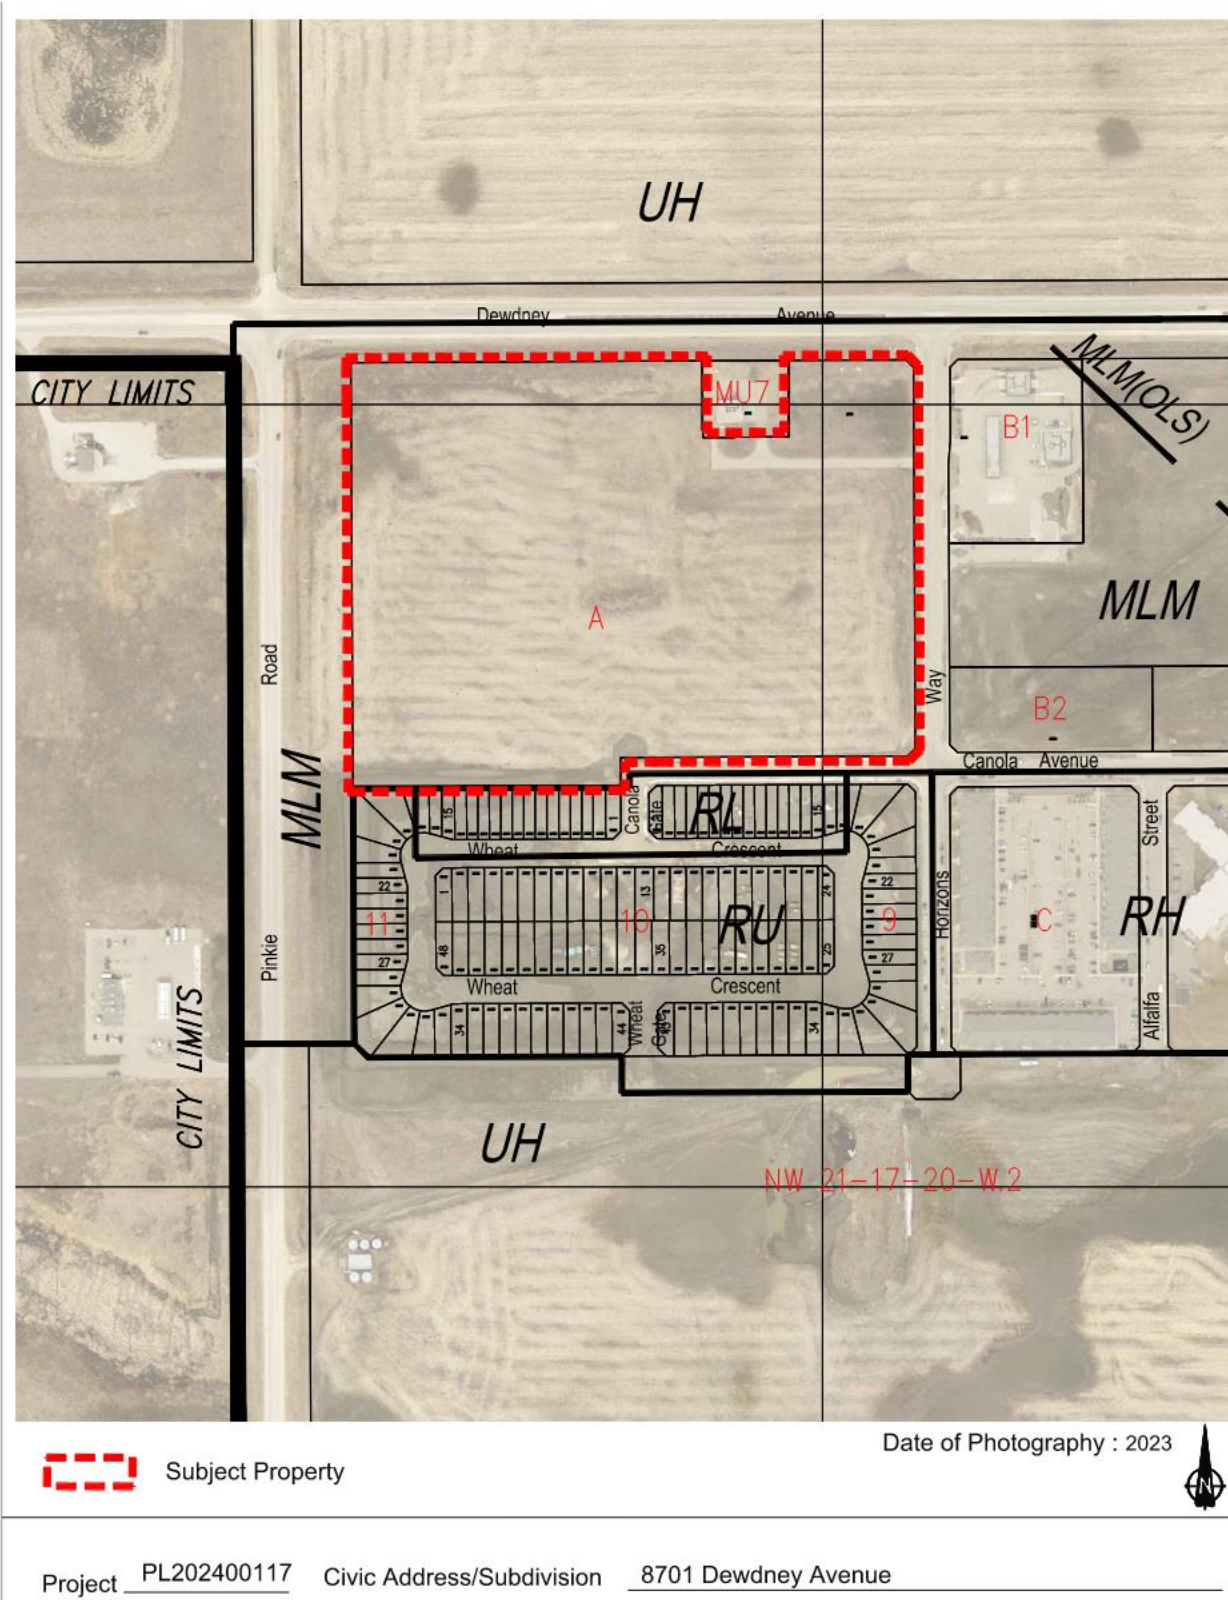 UH
Dewdney Avenue
CITY LIMITS
MU7
MLM(OLS)
B1
MLM
A
Road
Way
B2
Canola Avenue
MLM
15
1
Canola
Gate
RL
15
Street
Wheat
Crescent
22
1
13
24
22
Horizons
11
10
RU
9
C
RH
48
35
25
27
27
Pinkie
Wheat
Crescent
CITY LIMITS
34
44
Wheat
Gate
34
Alfalfa
UH
NW 21-17-20-W.2
Date of Photography : 2023
N
Subject Property
Project PL202400117 Civic Address/Subdivision 8701 Dewdney Avenue